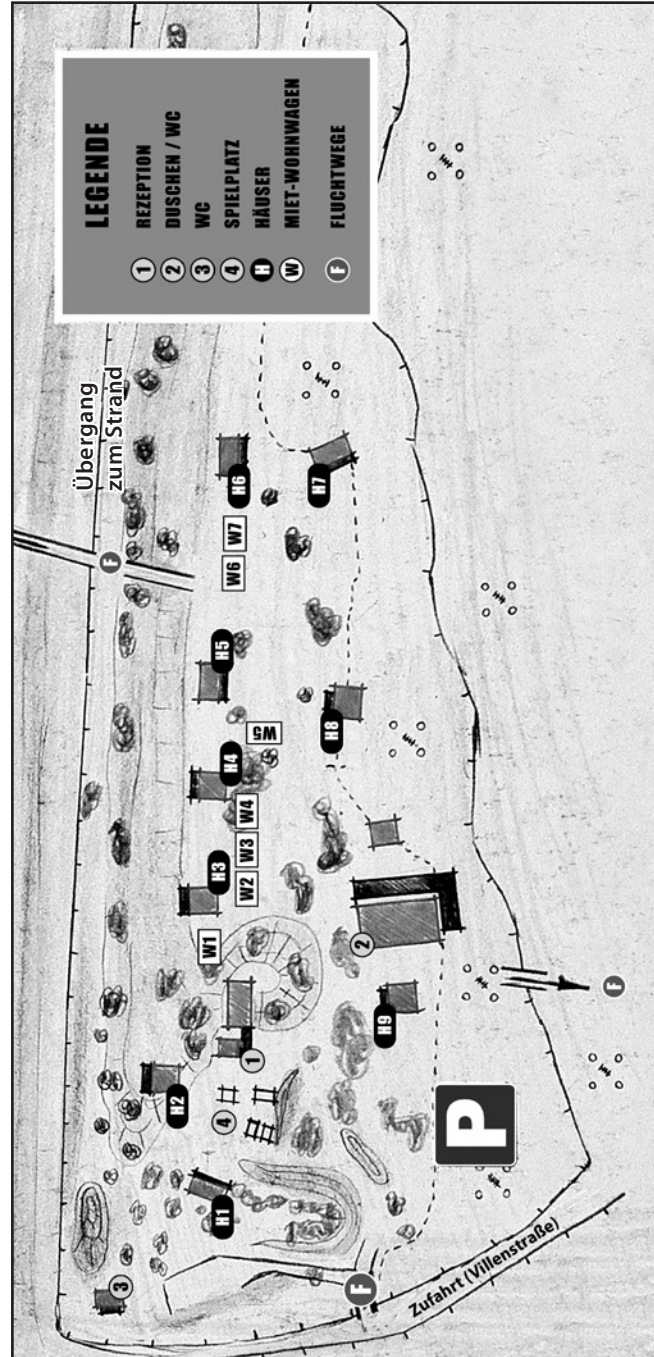 LEGENDE
1 REZEPTION
2 DUSCHEN / WC
3 WC
4 SPIELPLATZ
H HÄUSER
W MIET-WOHNWAGEN
F FLUCHTWEGE
Übergang
zum Strand
F
H6
H7
W7
W6
H5
H8
H4
W5
W4
W3
H3
W2
W1
2
H9
F
1
H2
4
P
H1
3
F
Zufahrt (Villenstraße)